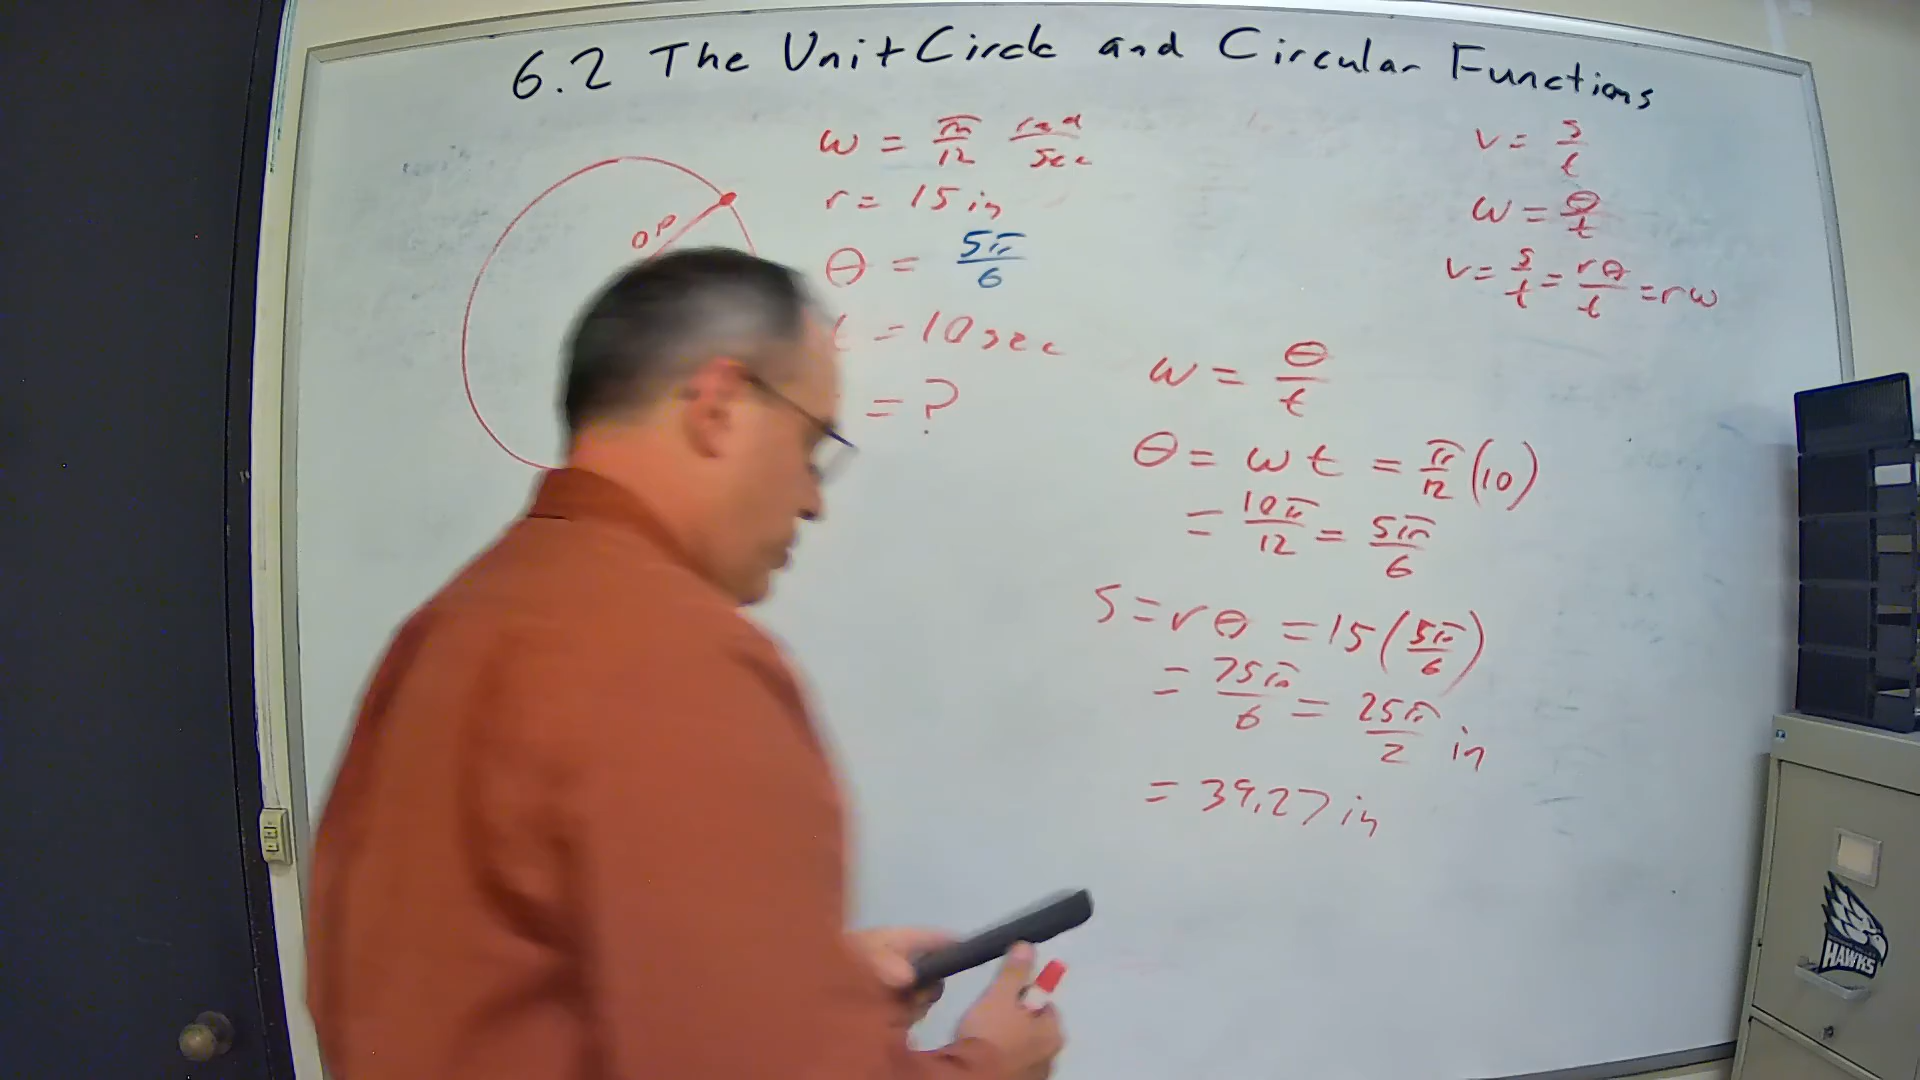 6.2 The Unit Circle and Circular Functions
ω = π/12 rad/sec
r = 15 in
θ = 5π/6
t = 10 sec
= ?
OP
v = s/t
ω = θ/t
v = s/t = rθ/t = rω
ω = θ/t
θ = ωt = π/12 (10)
= 10π/12 = 5π/6
s = rθ = 15 (5π/6)
= 75π/6 = 25π/2 in
= 39.27 in
HAWKS